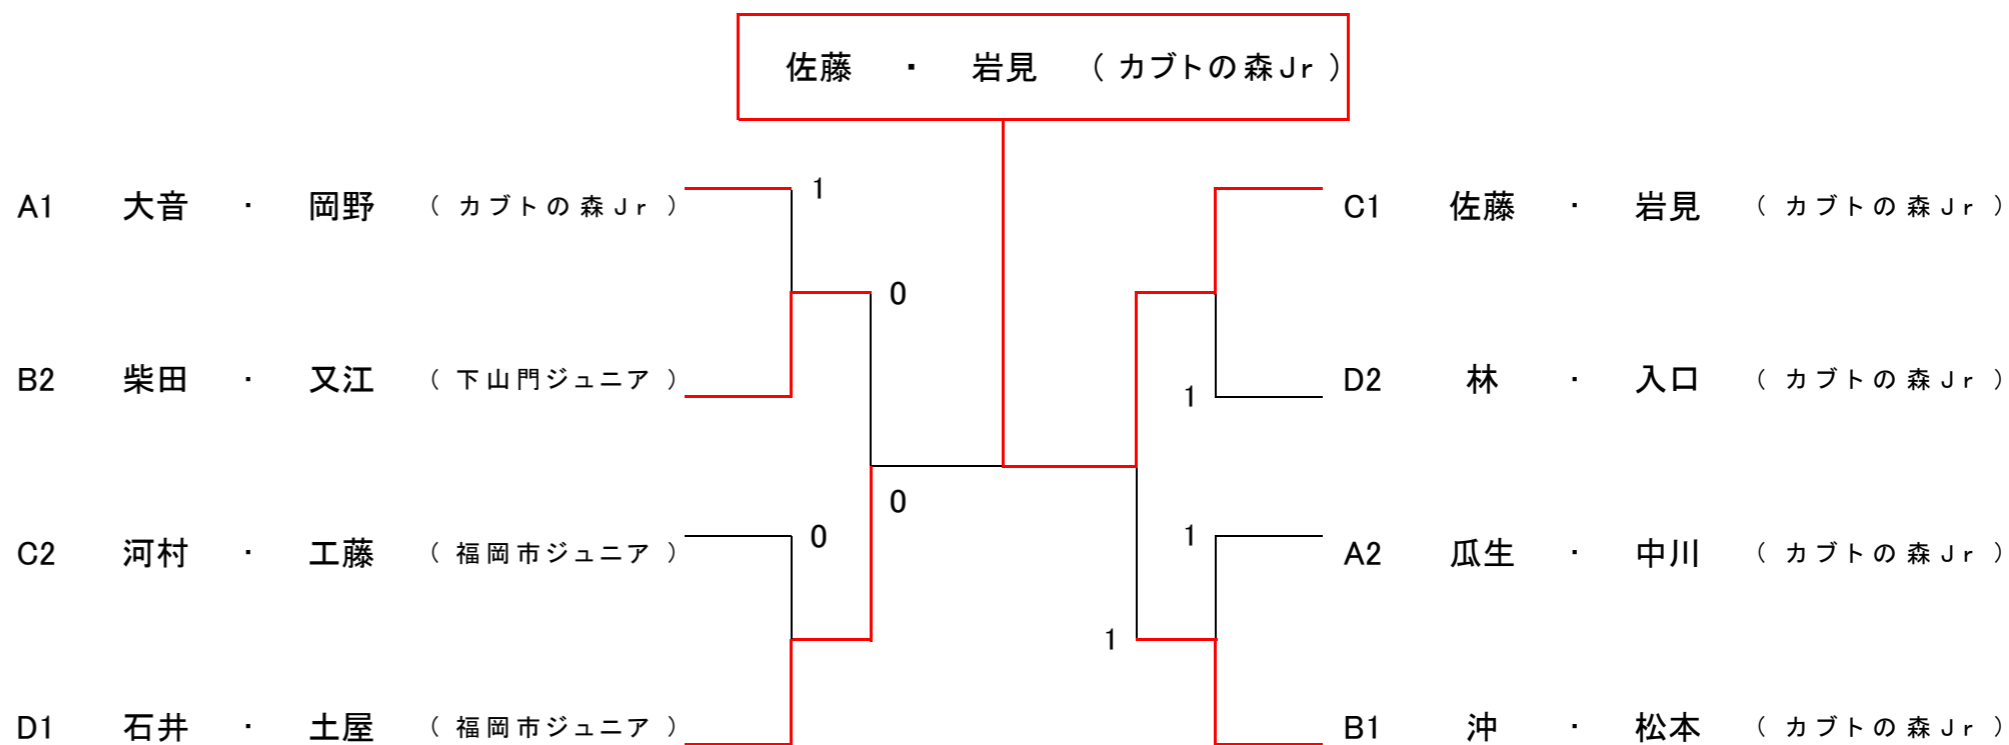 佐藤 ・ 岩見 （カブトの森Jr）
1
A1 大音 ・ 岡野 （カブトの森Jr）
C1 佐藤 ・ 岩見 （カブトの森Jr）
0
B2 柴田 ・ 又江 （下山門ジュニア）
1
D2 林 ・ 入口 （カブトの森Jr）
0
C2 河村 ・ 工藤 （福岡市ジュニア）
0
1
A2 瓜生 ・ 中川 （カブトの森Jr）
1
D1 石井 ・ 土屋 （福岡市ジュニア）
B1 沖 ・ 松本 （カブトの森Jr）